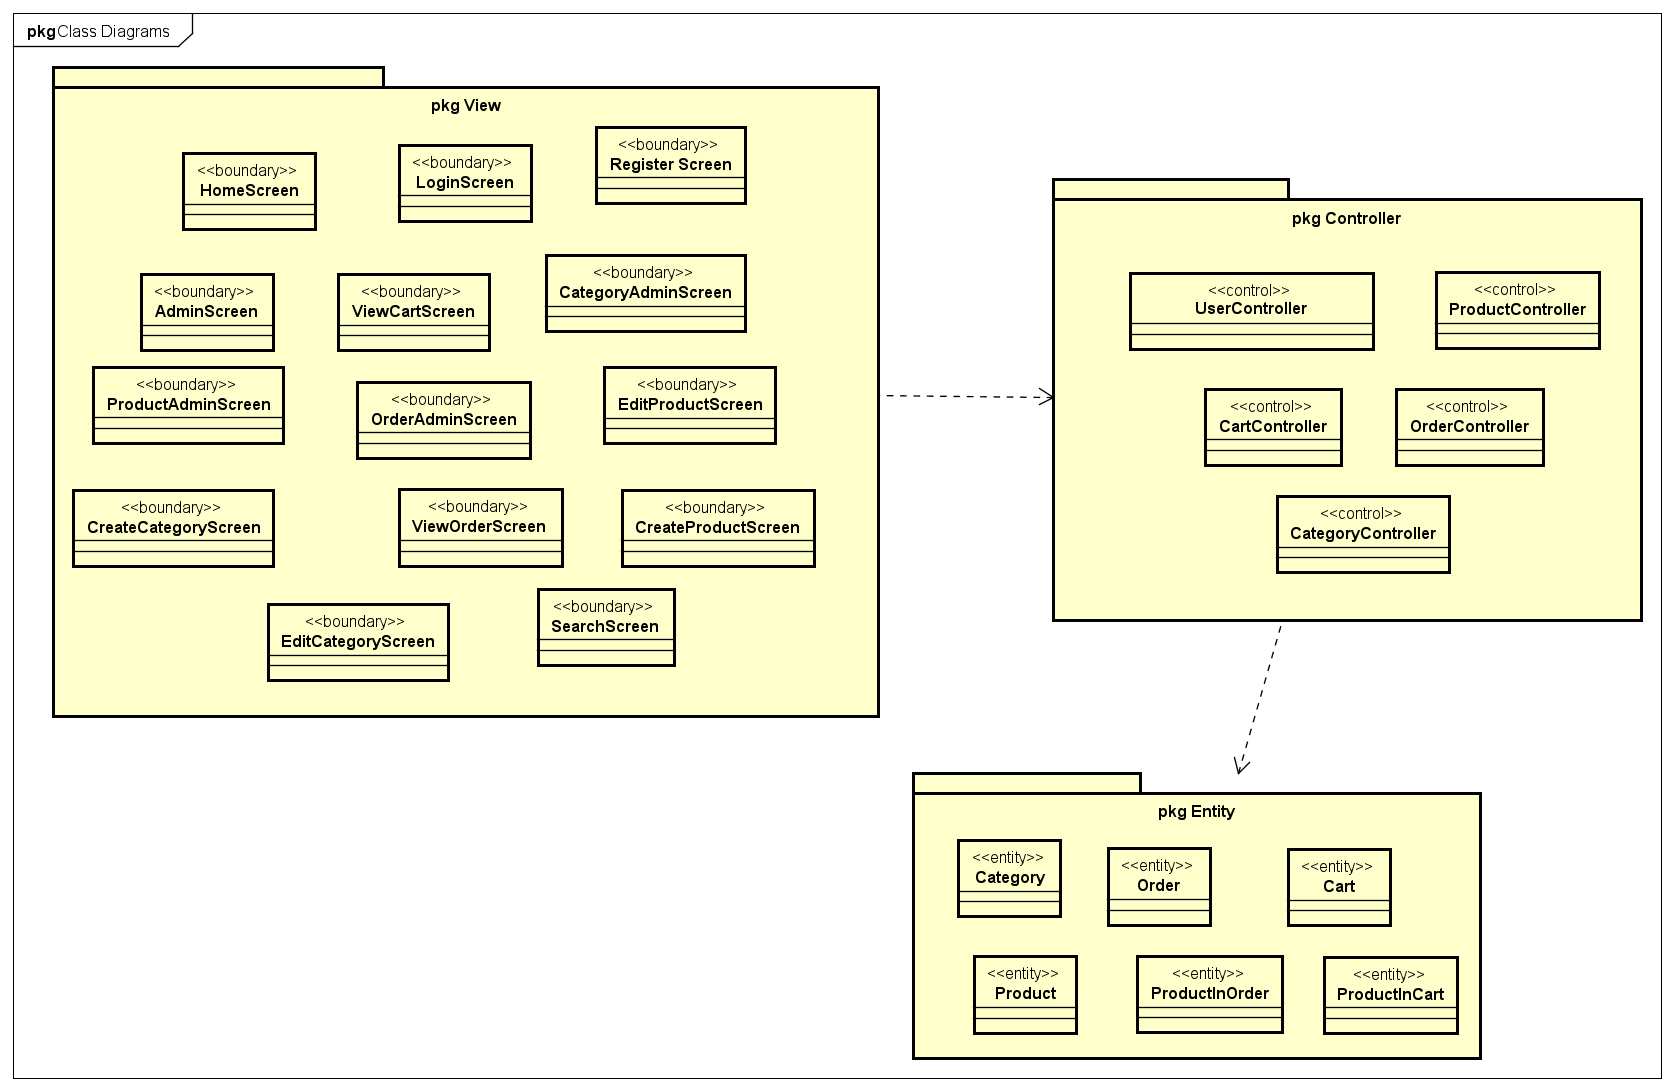 pkg Class Diagrams
pkg View
<<boundary>>
HomeScreen
<<boundary>>
LoginScreen
<<boundary>>
Register Screen
<<boundary>>
AdminScreen
<<boundary>>
ViewCartScreen
<<boundary>>
CategoryAdminScreen
<<boundary>>
ProductAdminScreen
<<boundary>>
OrderAdminScreen
<<boundary>>
EditProductScreen
<<boundary>>
CreateCategoryScreen
<<boundary>>
ViewOrderScreen
<<boundary>>
CreateProductScreen
<<boundary>>
EditCategoryScreen
<<boundary>>
SearchScreen
pkg Controller
<<control>>
UserController
<<control>>
ProductController
<<control>>
CartController
<<control>>
OrderController
<<control>>
CategoryController
pkg Entity
<<entity>>
Category
<<entity>>
Order
<<entity>>
Cart
<<entity>>
Product
<<entity>>
ProductInOrder
<<entity>>
ProductInCart